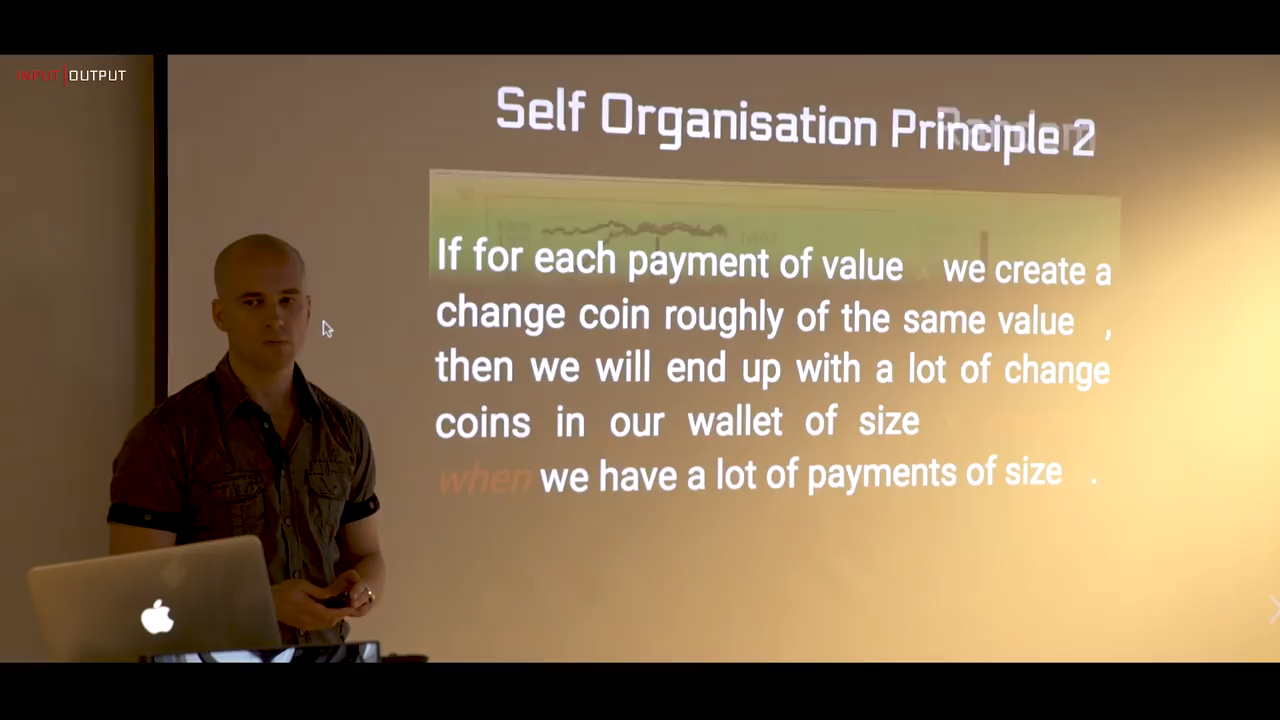 INPUT|OUTPUT
Self Organisation Principle 2
Random
If for each payment of value we create a
change coin roughly of the same value ,
then we will end up with a lot of change
coins in our wallet of size
when we have a lot of payments of size .